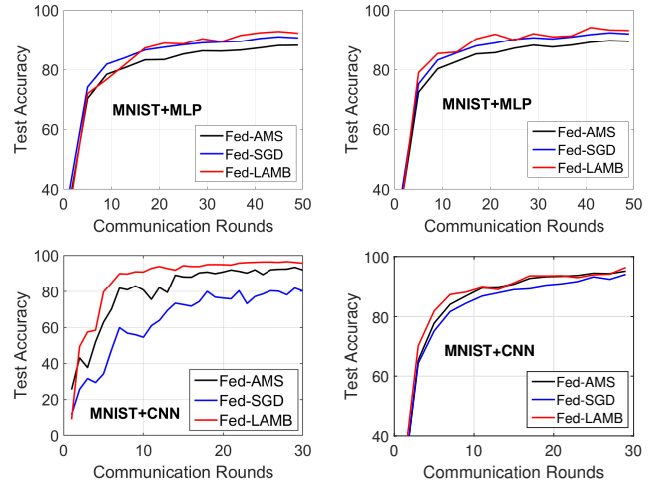 100
80
60
40
0 10 20 30 40 50
Test Accuracy
Communication Rounds
MNIST+MLP
Fed-AMS
Fed-SGD
Fed-LAMB
100
80
60
40
0 10 20 30 40 50
Test Accuracy
Communication Rounds
MNIST+MLP
Fed-AMS
Fed-SGD
Fed-LAMB
100
80
60
40
20
0
0 10 20 30
Test Accuracy
Communication Rounds
MNIST+CNN
Fed-AMS
Fed-SGD
Fed-LAMB
100
80
60
40
0 10 20 30
Test Accuracy
Communication Rounds
MNIST+CNN
Fed-AMS
Fed-SGD
Fed-LAMB